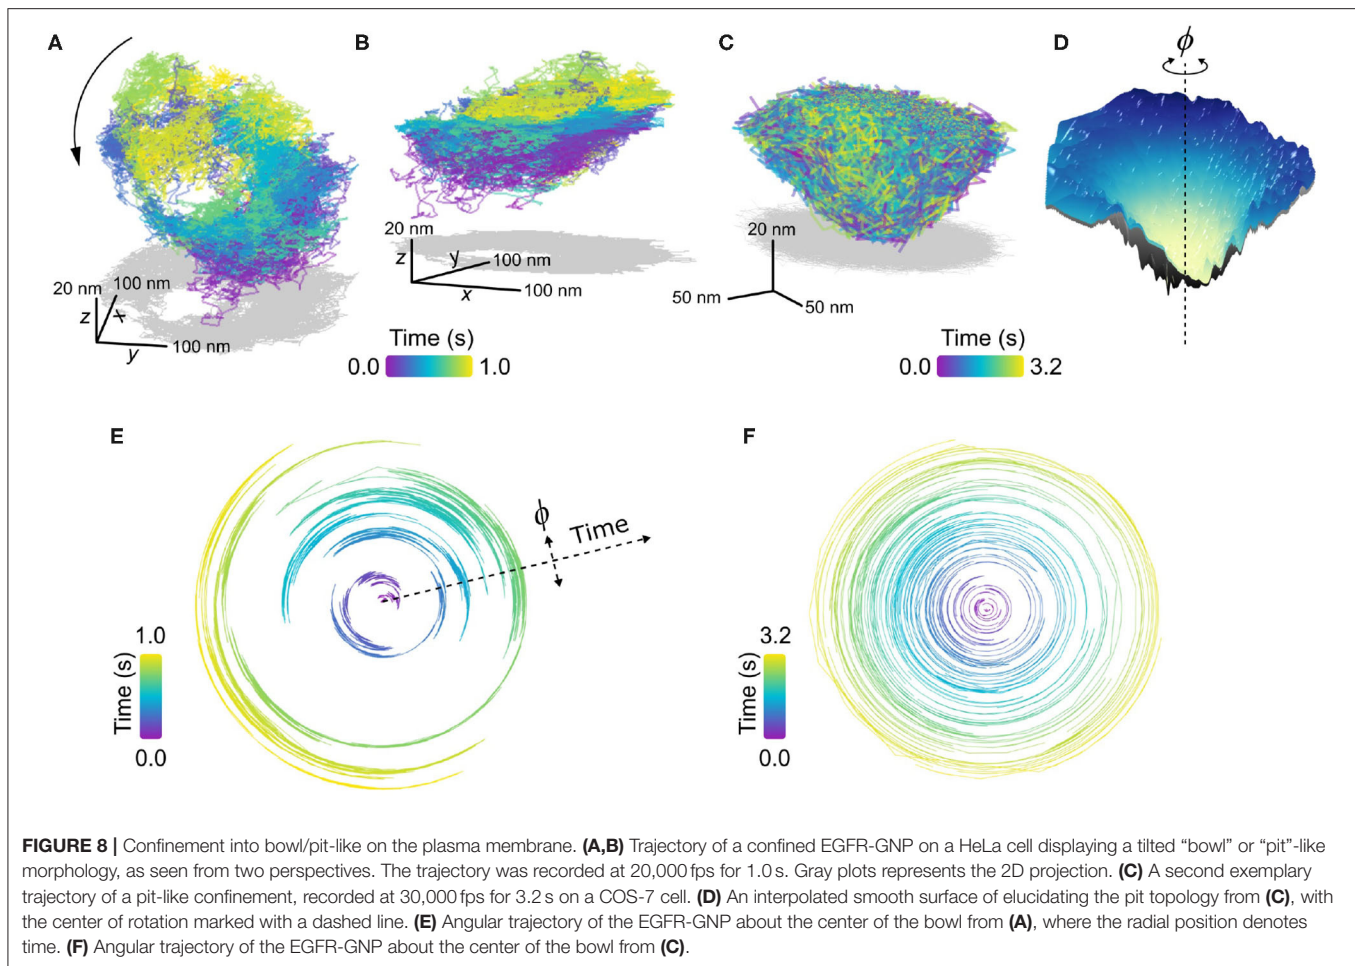 A
B
C
D
ϕ
20 nm
100 nm
z
x
y
100 nm
20 nm
z
y
100 nm
x
100 nm
20 nm
50 nm
50 nm
Time (s)
0.0
1.0
Time (s)
0.0
3.2
E
ϕ
Time
1.0
Time (s)
0.0
F
3.2
Time (s)
0.0
FIGURE 8 | Confinement into bowl/pit-like on the plasma membrane. (A,B) Trajectory of a confined EGFR-GNP on a HeLa cell displaying a tilted “bowl” or “pit”-like
morphology, as seen from two perspectives. The trajectory was recorded at 20,000 fps for 1.0 s. Gray plots represents the 2D projection. (C) A second exemplary
trajectory of a pit-like confinement, recorded at 30,000 fps for 3.2 s on a COS-7 cell. (D) An interpolated smooth surface of elucidating the pit topology from (C), with
the center of rotation marked with a dashed line. (E) Angular trajectory of the EGFR-GNP about the center of the bowl from (A), where the radial position denotes
time. (F) Angular trajectory of the EGFR-GNP about the center of the bowl from (C).